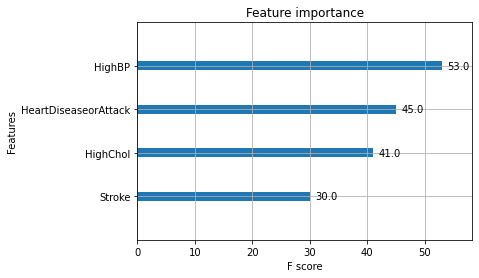 Feature importance
Features
HighBP
53.0
HeartDiseaseorAttack
45.0
HighChol
41.0
Stroke
30.0
0 10 20 30 40 50
F score